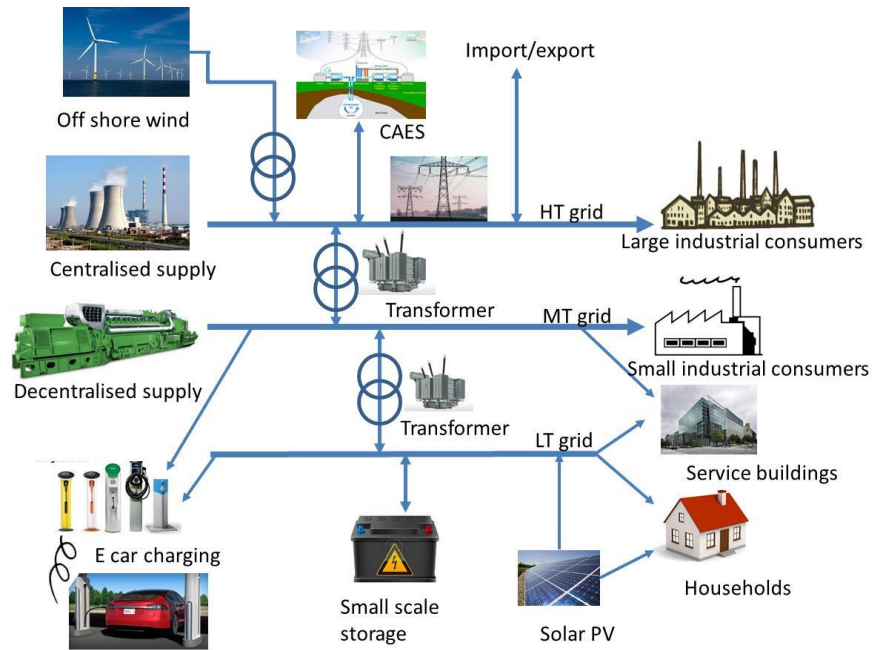 Import/export
Off shore wind
CAES
HT grid
Large industrial consumers
Centralised supply
Transformer
MT grid
Small industrial consumers
Decentralised supply
Transformer
LT grid
Service buildings
E car charging
Households
Small scale
storage
Solar PV